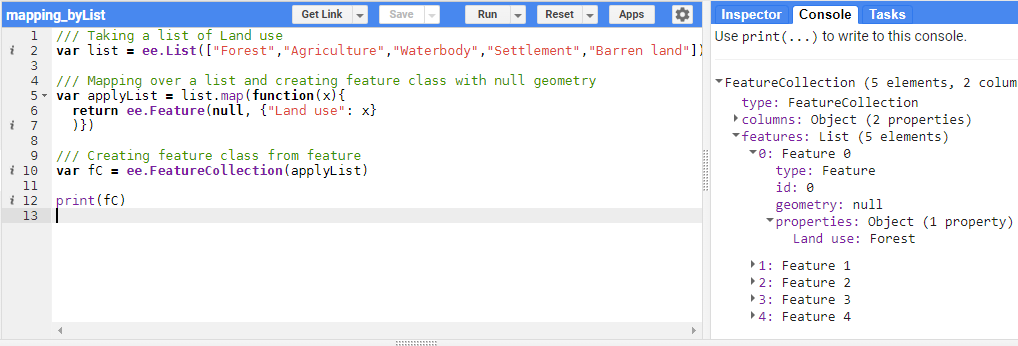 mapping_byList
Get Link
Save
Run
Reset
Apps
1 /// Taking a list of Land use
i 2 var list = ee.List(["Forest","Agriculture","Waterbody","Settlement","Barren land"])
3
4 /// Mapping over a list and creating feature class with null geometry
5 var applyList = list.map(function(x){
6 return ee.Feature(null, {"Land use": x}
i 7 )})
8
9 /// Creating feature class from feature
i 10 var fC = ee.FeatureCollection(applyList)
11
i 12 print(fC)
13
Inspector Console Tasks
Use print(...) to write to this console.
FeatureCollection (5 elements, 2 colum
type: FeatureCollection
columns: Object (2 properties)
features: List (5 elements)
0: Feature 0
type: Feature
id: 0
geometry: null
properties: Object (1 property)
Land use: Forest
1: Feature 1
2: Feature 2
3: Feature 3
4: Feature 4